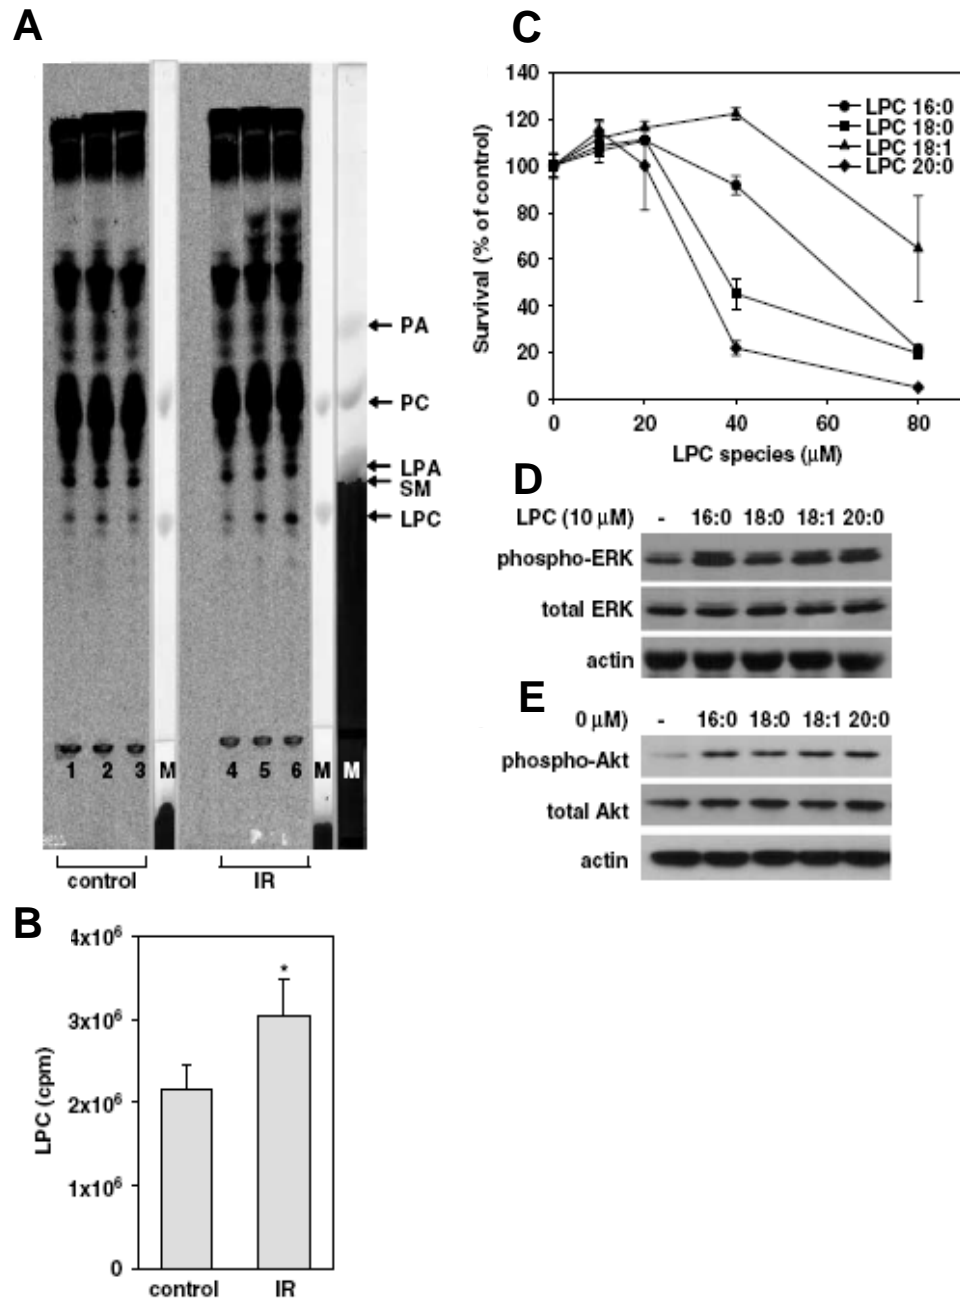 A
PA
PC
LPA
SM
LPC
1 2 3 M 4 5 6 M M
control IR
B
4x10⁶
3x10⁶
2x10⁶
1x10⁶
0
LPC (cpm)
*
control IR
C
140
120
100
80
60
40
20
0
Survival (% of control)
LPC 16:0
LPC 18:0
LPC 18:1
LPC 20:0
0 20 40 60 80
LPC species (μM)
D
LPC (10 μM) - 16:0 18:0 18:1 20:0
phospho-ERK
total ERK
actin
E
0 μM) - 16:0 18:0 18:1 20:0
phospho-Akt
total Akt
actin